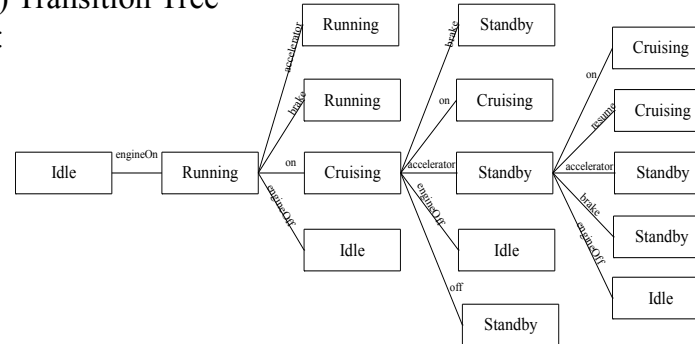 ) Transition Tree
:
Idle
engineOn
Running
accelerator
Running
brake
Running
on
Cruising
engineOff
Idle
brake
Standby
on
Cruising
accelerator
Standby
engineOff
Idle
off
Standby
on
Cruising
resume
Cruising
accelerator
Standby
brake
Standby
engineOff
Idle